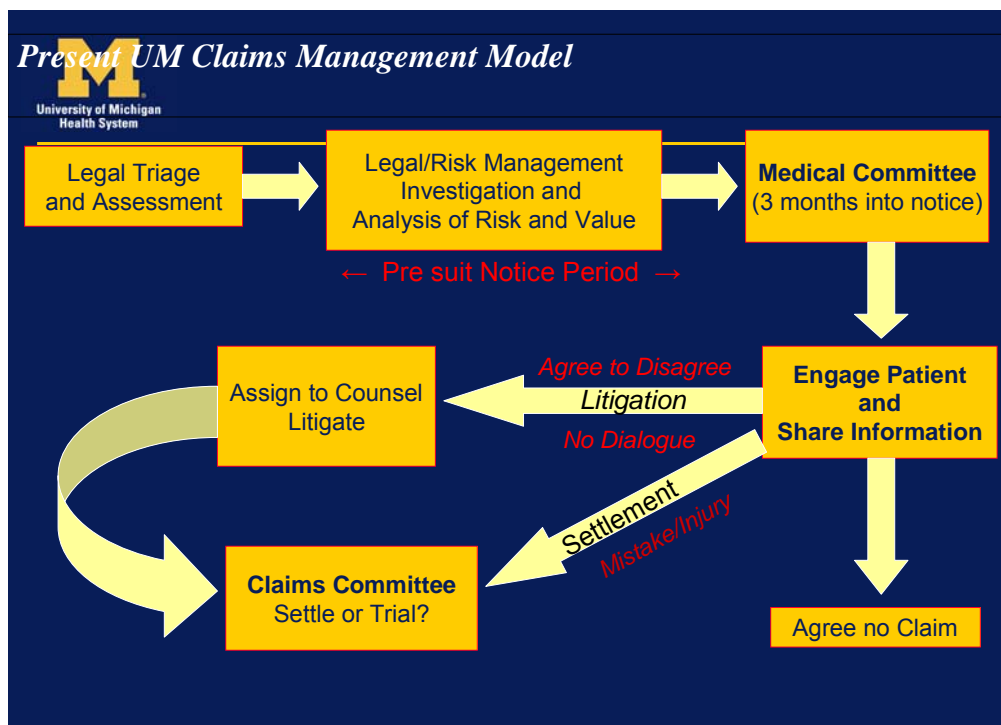 Present UM Claims Management Model
M
University of Michigan
Health System
Legal Triage
and Assessment
Legal/Risk Management
Investigation and
Analysis of Risk and Value
Medical Committee
(3 months into notice)
← Pre suit Notice Period →
Assign to Counsel
Litigate
Agree to Disagree
Litigation
No Dialogue
Engage Patient
and
Share Information
Settlement
Mistake/Injury
Claims Committee
Settle or Trial?
Agree no Claim